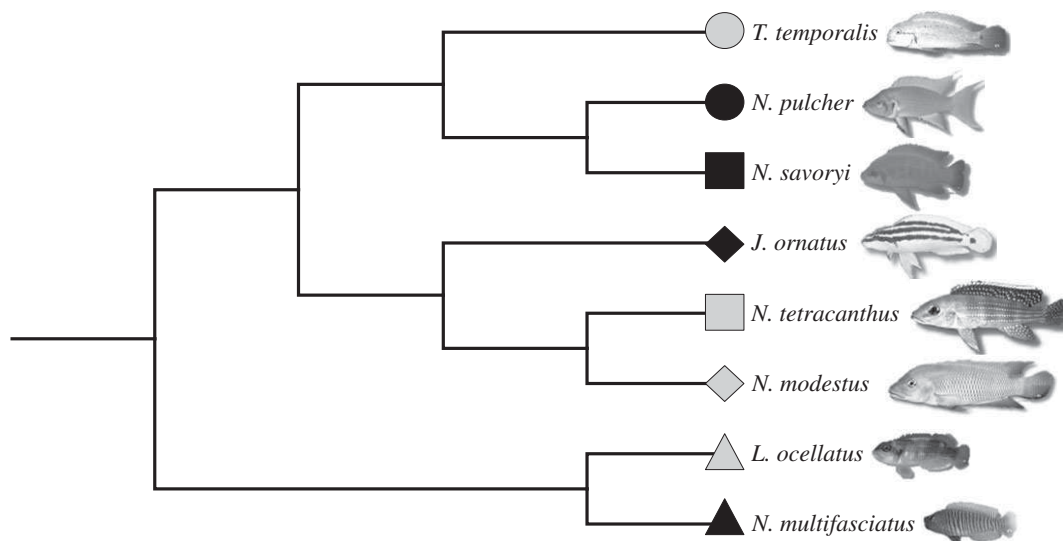 T. temporalis
N. pulcher
N. savoryi
J. ornatus
N. tetracanthus
N. modestus
L. ocellatus
N. multifasciatus